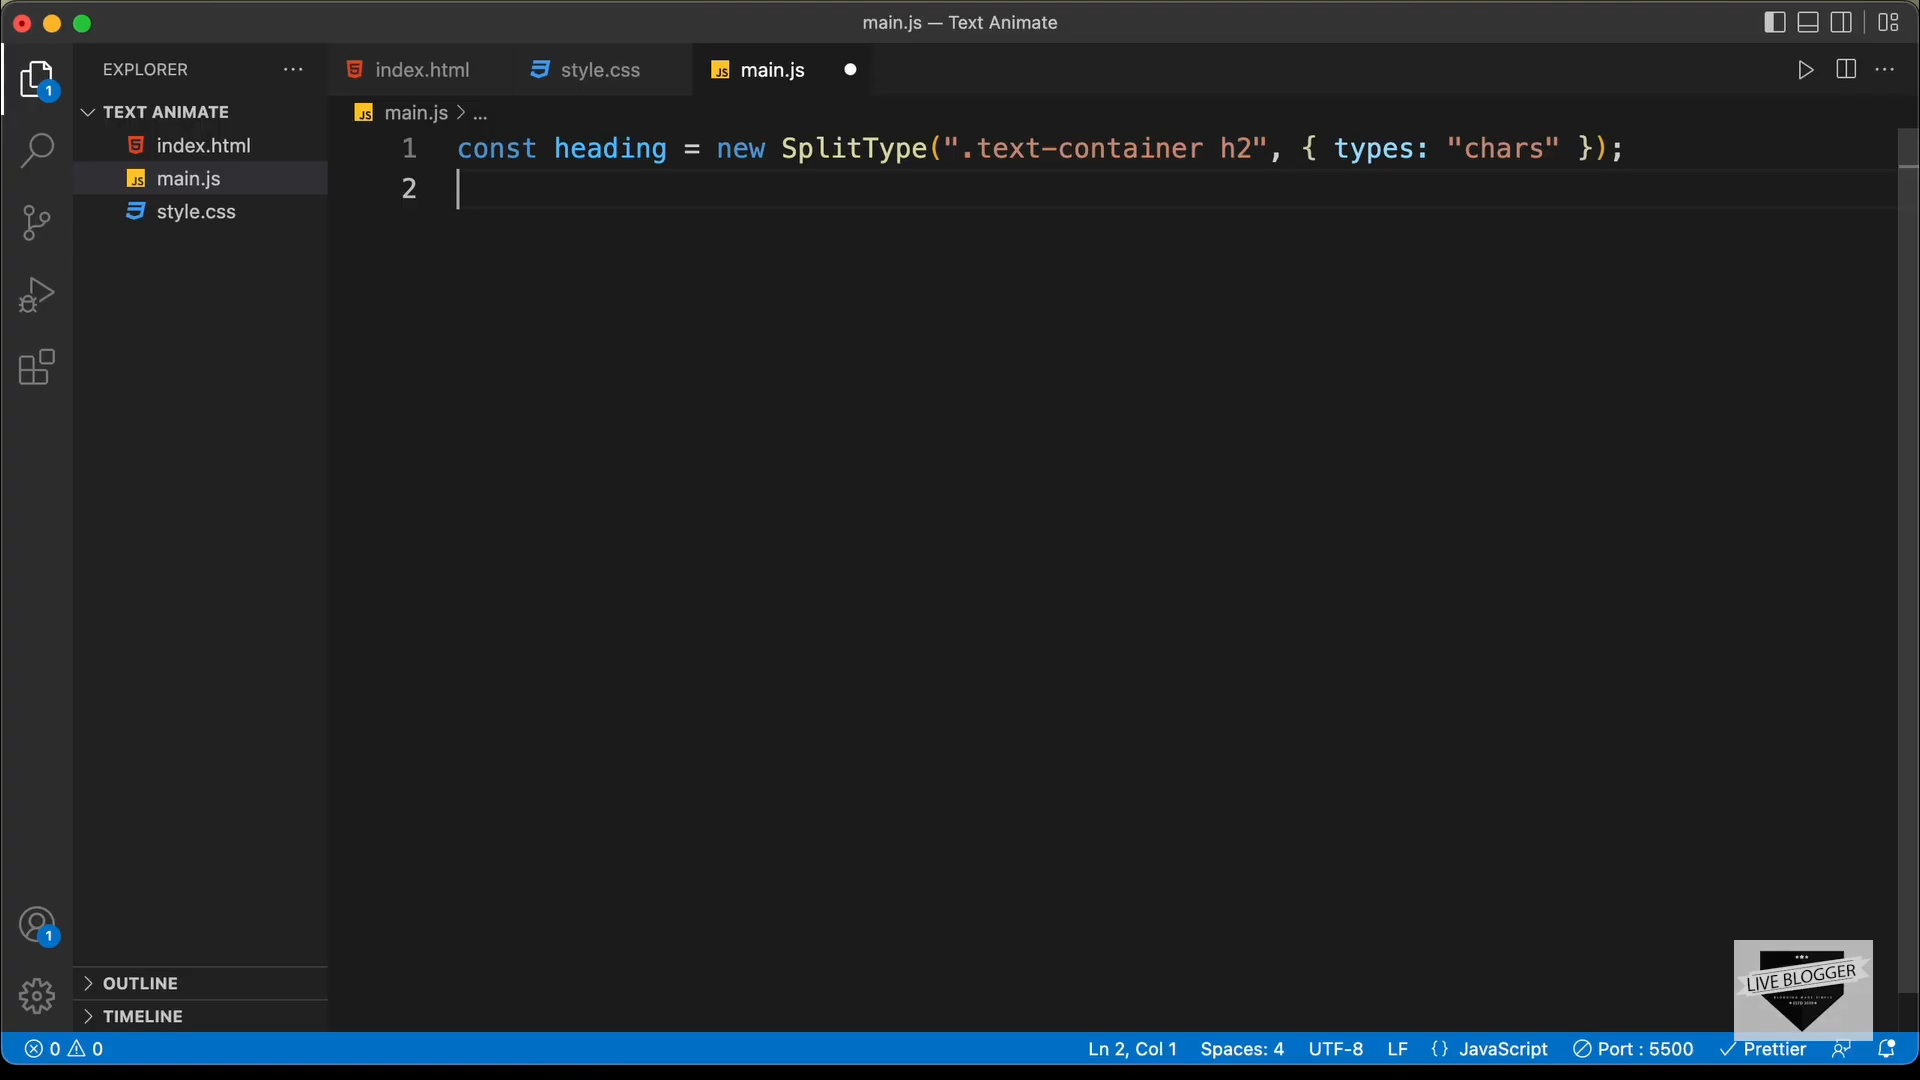 main.js — Text Animate
EXPLORER
index.html
style.css
main.js
1
TEXT ANIMATE
index.html
main.js
style.css
main.js > ...
1 const heading = new SplitType(".text-container h2", { types: "chars" });
2
1
OUTLINE
TIMELINE
LIVE BLOGGER
0 0
Ln 2, Col 1 Spaces: 4 UTF-8 LF {} JavaScript Port : 5500 Prettier